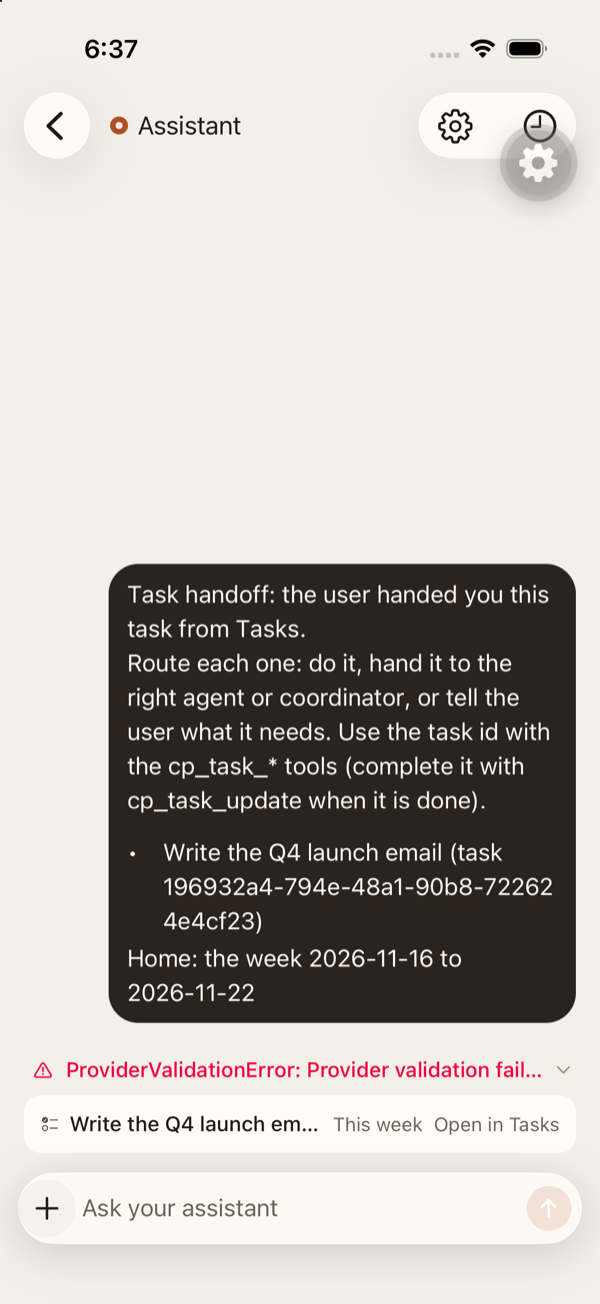 6:37
Assistant
Task handoff: the user handed you this
task from Tasks.
Route each one: do it, hand it to the
right agent or coordinator, or tell the
user what it needs. Use the task id with
the cp_task_* tools (complete it with
cp_task_update when it is done).
• Write the Q4 launch email (task
196932a4-794e-48a1-90b8-72262
4e4cf23)
Home: the week 2026-11-16 to
2026-11-22
ProviderValidationError: Provider validation fail...
Write the Q4 launch em... This week Open in Tasks
Ask your assistant